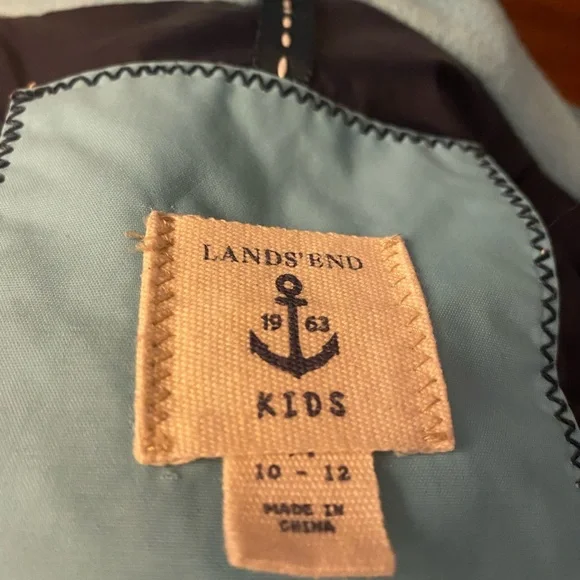 LANDS' END
19 63
KIDS
10 - 12
MADE IN
CHINA